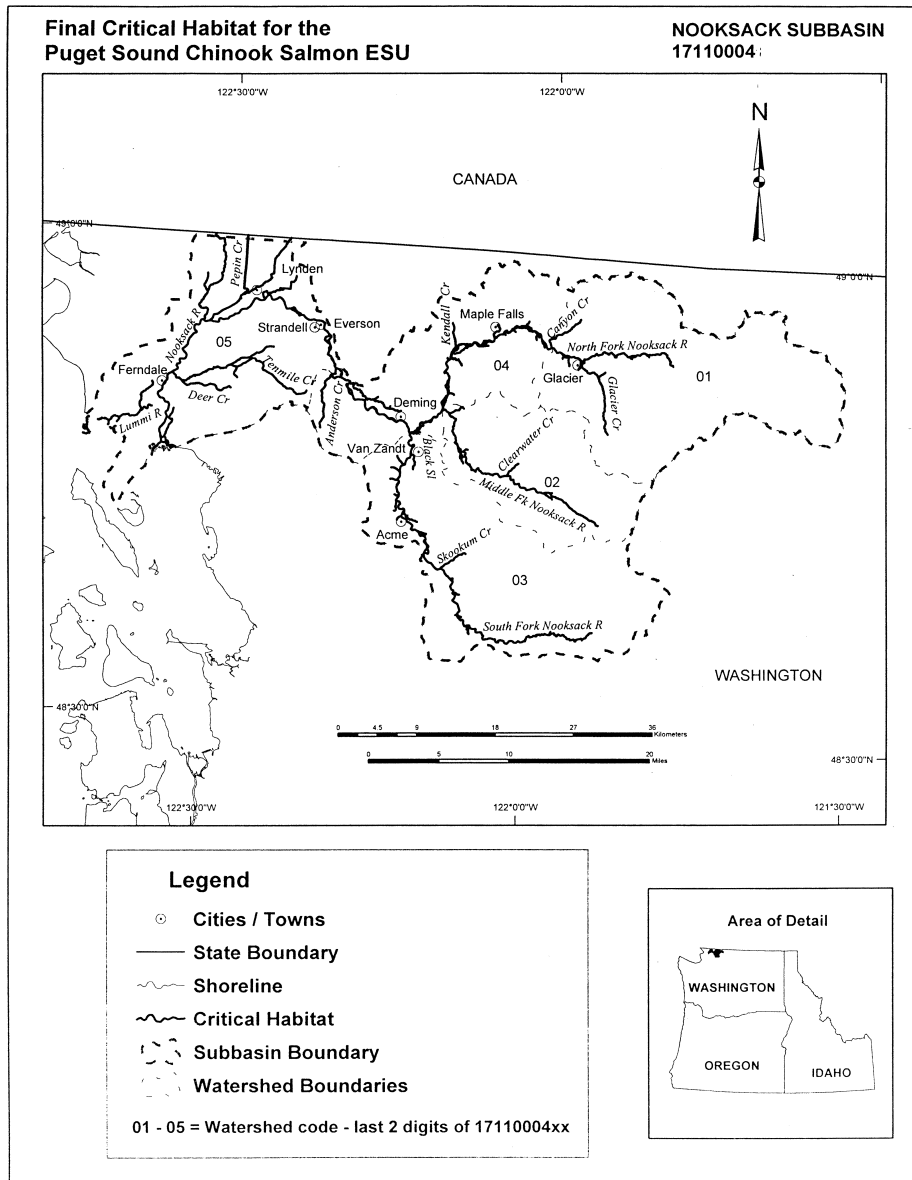 Final Critical Habitat for the
Puget Sound Chinook Salmon ESU
NOOKSACK SUBBASIN
17110004
122°30'0"W
122°0'0"W
N
CANADA
49°0'0"N
49°0'0"N
Pepin Cr
Lynden
Nooksack R
Strandell
Everson
05
Kendall Cr
Maple Falls
Canyon Cr
North Fork Nooksack R
04
Glacier
01
Glacier Cr
Ferndale
Tenmile Cr
Deer Cr
Anderson Cr
Deming
Lummi R
Van Zandt
Black Sl
Clearwater Cr
02
Middle Fk Nooksack R
Acme
Skookum Cr
03
South Fork Nooksack R
WASHINGTON
48°30'0"N
0 4.5 9 18 27 36
Kilometers
0 5 10 20
Miles
48°30'0"N
122°30'0"W
122°0'0"W
121°30'0"W
Legend
Cities / Towns
State Boundary
Shoreline
Critical Habitat
Subbasin Boundary
Watershed Boundaries
01 - 05 = Watershed code - last 2 digits of 17110004xx
Area of Detail
WASHINGTON
OREGON
IDAHO